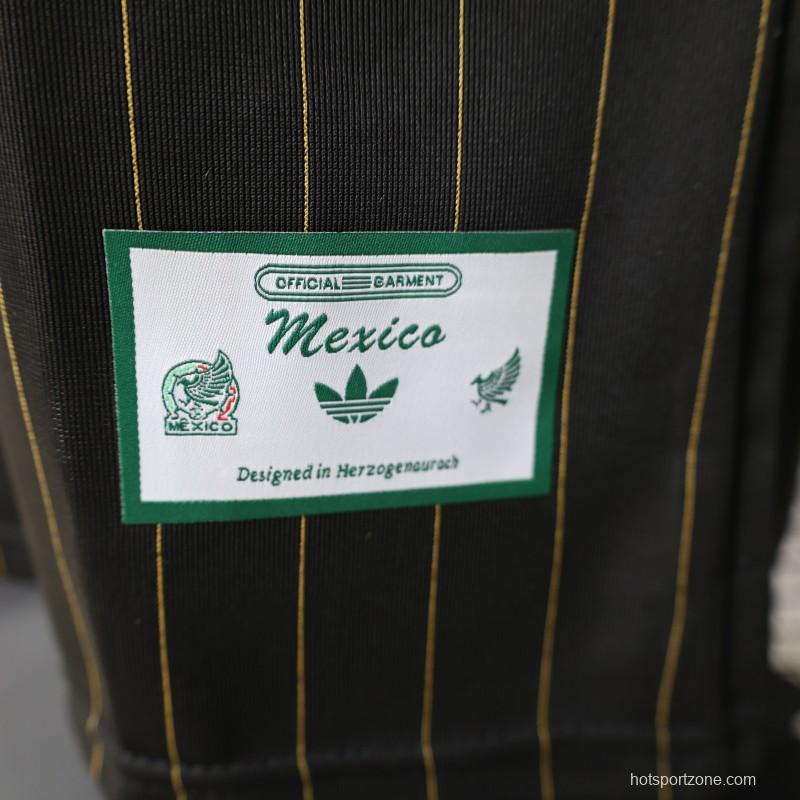 OFFICIAL GARMENT
Mexico
MEXICO
Designed in Herzogenaurach
hotsportzone.com